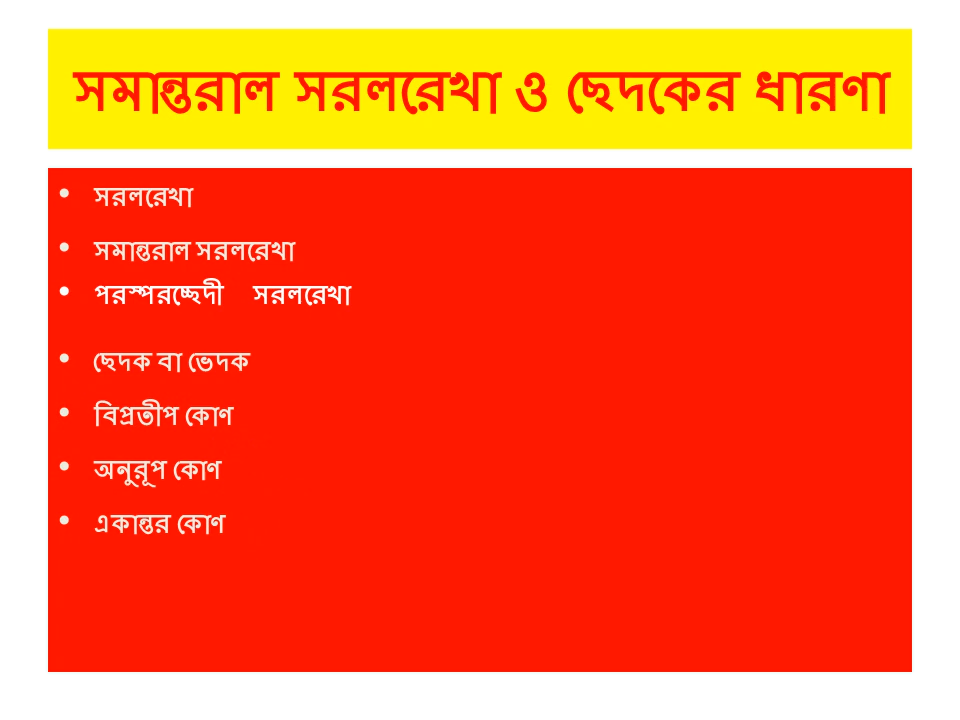 সমান্তরাল সরলরেখা ও ছেদকের ধারণা
• সরলরেখা
• সমান্তরাল সরলরেখা
• পরস্পরচ্ছেদী সরলরেখা
• ছেদক বা ভেদক
• বিপ্রতীপ কোণ
• অনুরূপ কোণ
• একান্তর কোণ